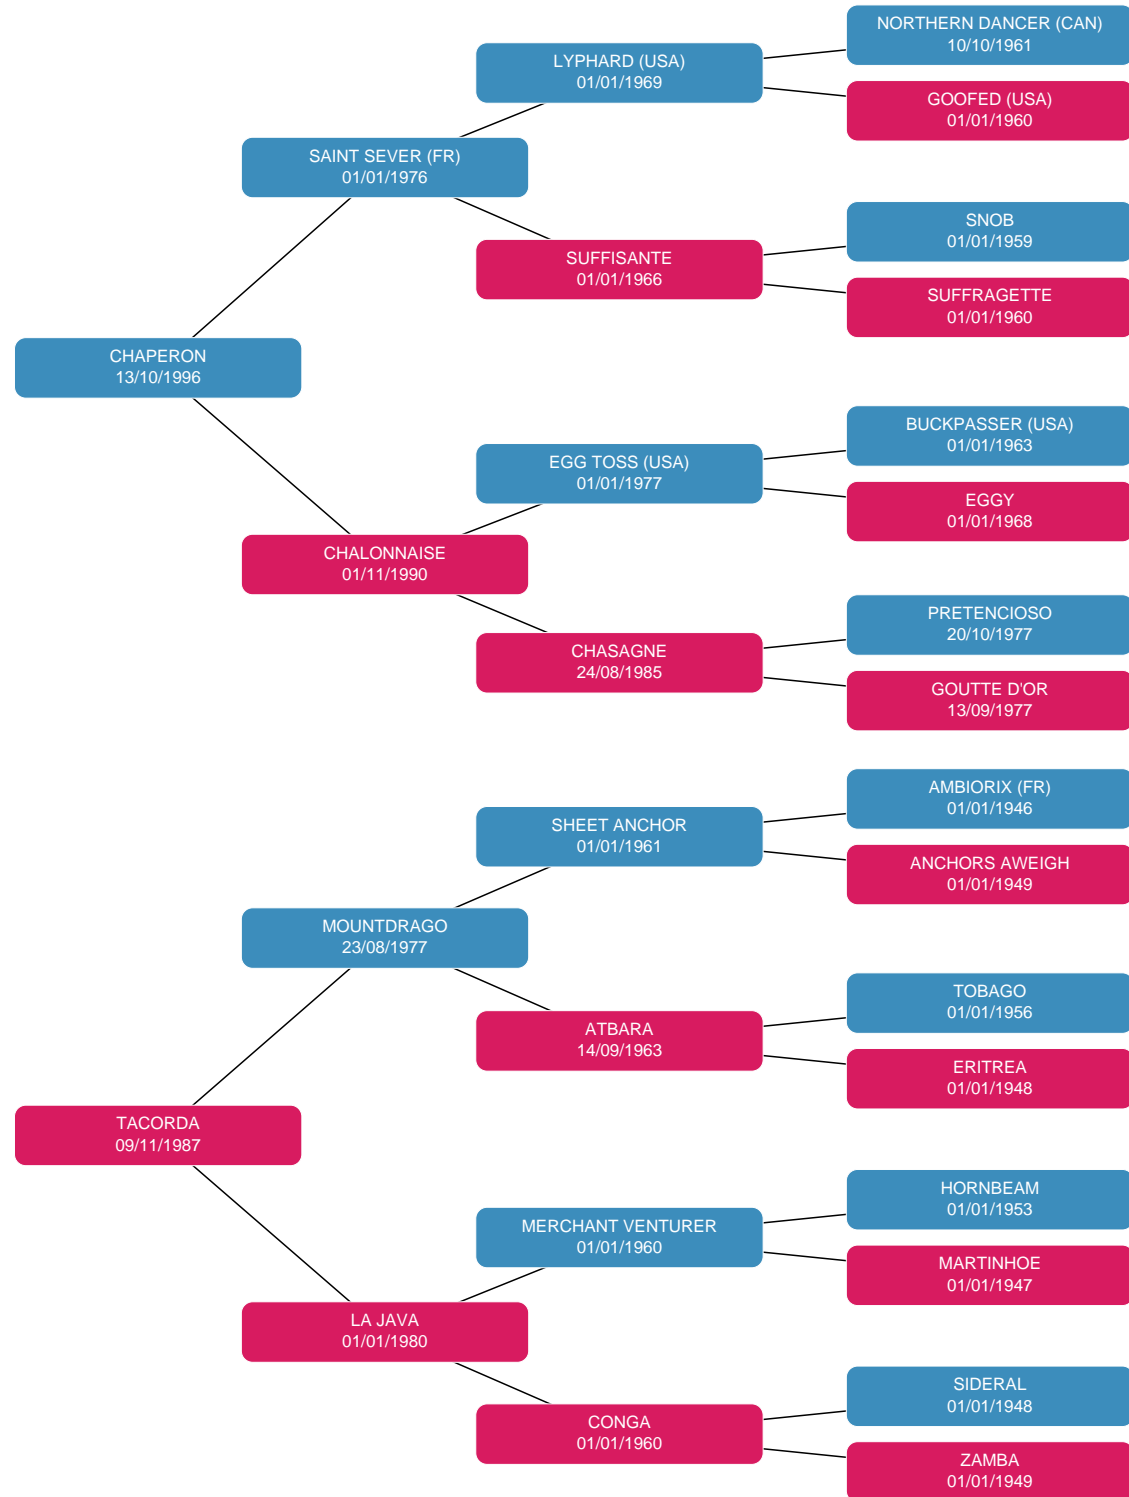 NORTHERN DANCER (CAN)
10/10/1961
LYPHARD (USA)
01/01/1969
GOOFED (USA)
01/01/1960
SAINT SEVER (FR)
01/01/1976
SNOB
01/01/1959
SUFFISANTE
01/01/1966
SUFFRAGETTE
01/01/1960
CHAPERON
13/10/1996
BUCKPASSER (USA)
01/01/1963
EGG TOSS (USA)
01/01/1977
EGGY
01/01/1968
CHALONNAISE
01/11/1990
PRETENCIOSO
20/10/1977
CHASAGNE
24/08/1985
GOUTTE D'OR
13/09/1977
AMBIORIX (FR)
01/01/1946
SHEET ANCHOR
01/01/1961
ANCHORS AWEIGH
01/01/1949
MOUNTDRAGO
23/08/1977
TOBAGO
01/01/1956
ATBARA
14/09/1963
ERITREA
01/01/1948
TACORDA
09/11/1987
HORNBEAM
01/01/1953
MERCHANT VENTURER
01/01/1960
MARTINHOE
01/01/1947
LA JAVA
01/01/1980
SIDERAL
01/01/1948
CONGA
01/01/1960
ZAMBA
01/01/1949